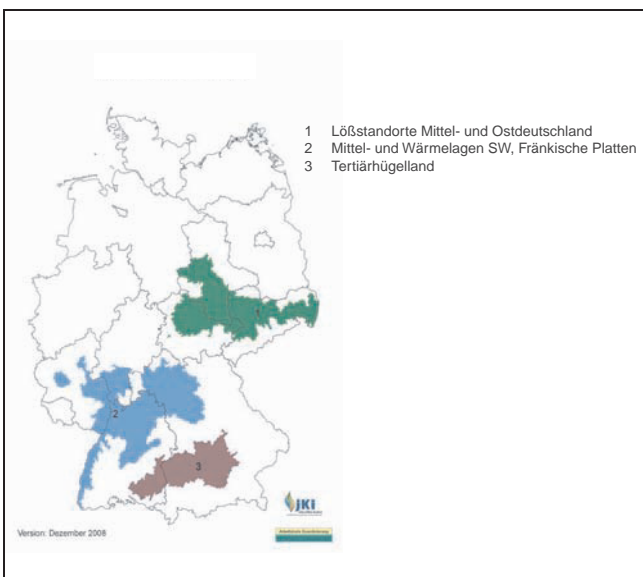 1 Lößstandorte Mittel- und Ostdeutschland
2 Mittel- und Wärmelagen SW, Fränkische Platten
3 Tertiärhügelland
1
2
3
JKI
Version: Dezember 2008